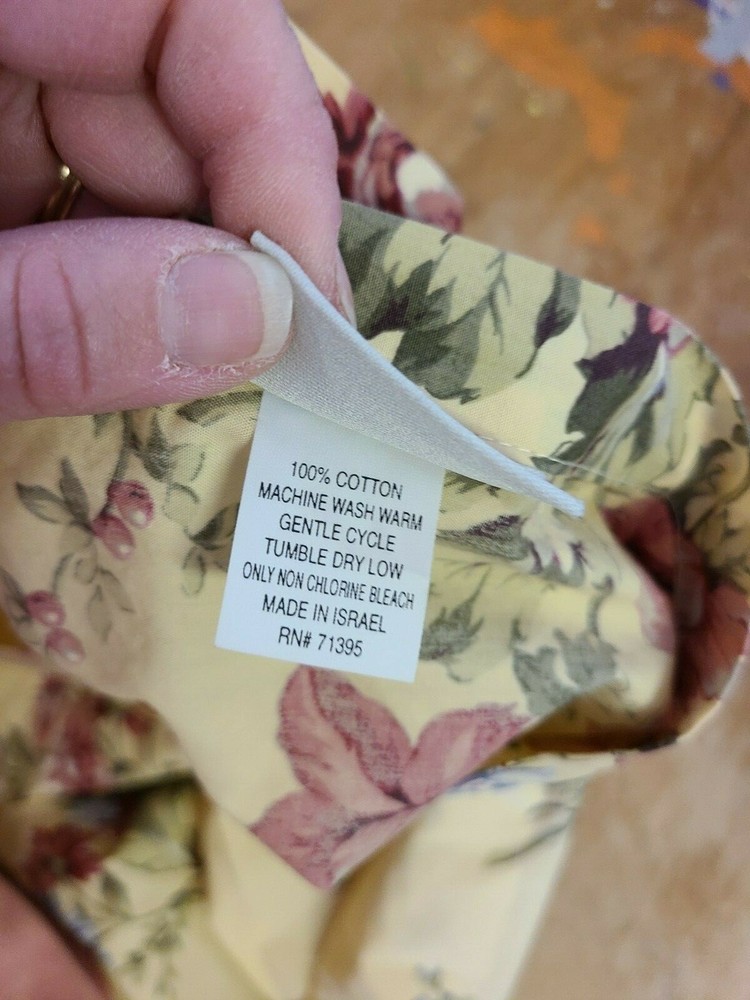 100% COTTON
MACHINE WASH WARM
GENTLE CYCLE
TUMBLE DRY LOW
ONLY NON CHLORINE BLEACH
MADE IN ISRAEL
RN# 71395